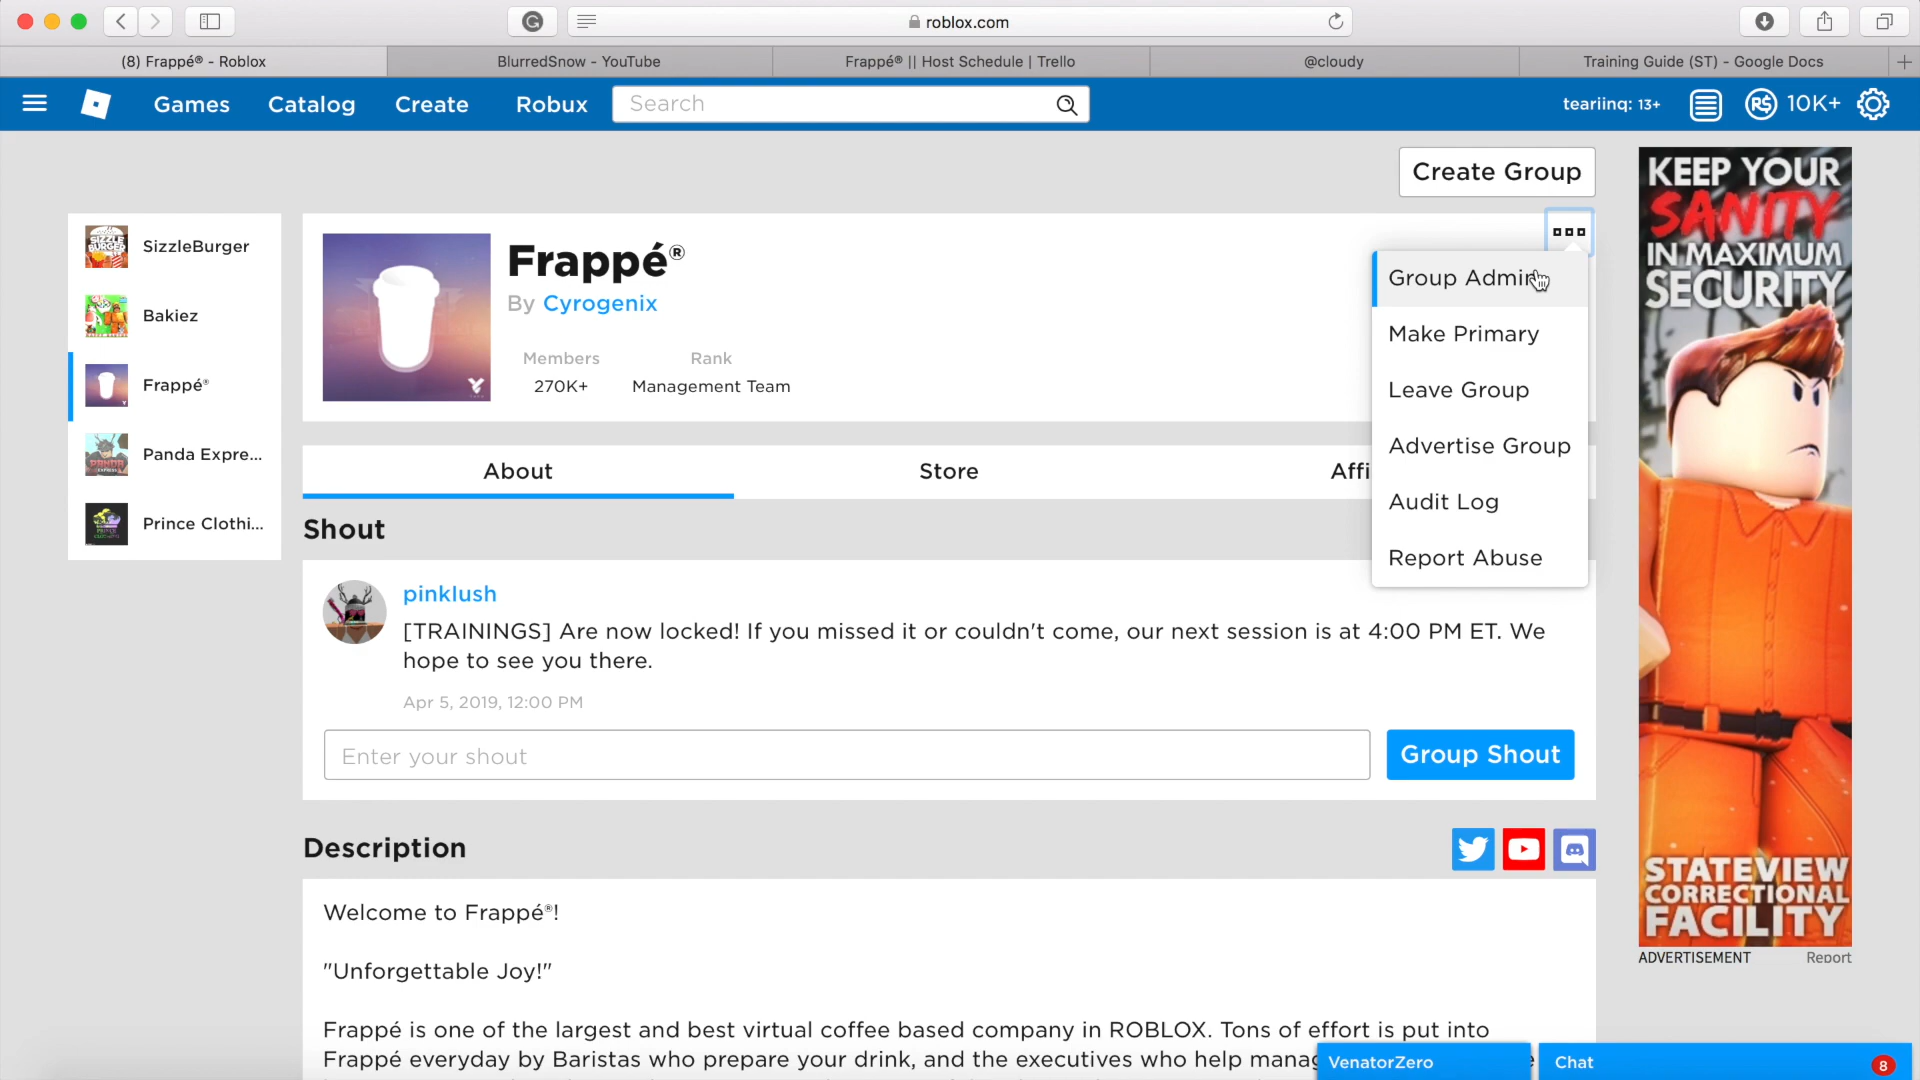 roblox.com
(8) Frappé® - Roblox
BlurredSnow - YouTube
Frappé® || Host Schedule | Trello
@cloudy
Training Guide (ST) - Google Docs
Games
Catalog
Create
Robux
Search
teariinq: 13+
R$
10K+
Create Group
SizzleBurger
Bakiez
Frappé®
Panda Expre...
Prince Clothi...
Frappé®
By Cyrogenix
Members
270K+
Rank
Management Team
Group Admin
Make Primary
Leave Group
Advertise Group
Audit Log
Report Abuse
About
Store
Affi
Shout
pinklush
[TRAININGS] Are now locked! If you missed it or couldn't come, our next session is at 4:00 PM ET. We
hope to see you there.
Apr 5, 2019, 12:00 PM
Enter your shout
Group Shout
Description
Welcome to Frappé®!
"Unforgettable Joy!"
Frappé is one of the largest and best virtual coffee based company in ROBLOX. Tons of effort is put into
Frappé everyday by Baristas who prepare your drink, and the executives who help manag
KEEP YOUR
SANITY
IN MAXIMUM
SECURITY
STATEVIEW
CORRECTIONAL
FACILITY
ADVERTISEMENT
Report
VenatorZero
Chat
8